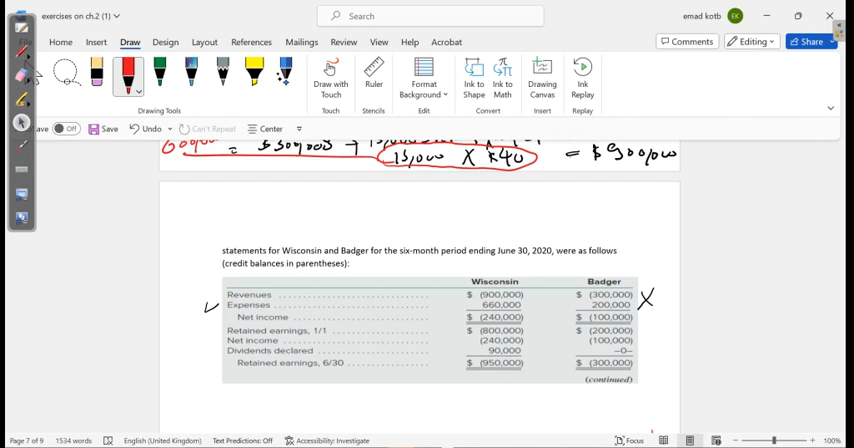 exercises on ch.2 (1)
Search
emad kotb
EK
File Home Insert Draw Design Layout References Mailings Review View Help Acrobat
Comments Editing Share
Draw with Touch
Ruler
Format Background
Ink to Shape
Ink to Math
Drawing Canvas
Ink Replay
Drawing Tools Touch Stencils Edit Convert Insert Replay
Save Off Save Undo Can't Repeat Center
15,000 X $40 = $900,000
statements for Wisconsin and Badger for the six-month period ending June 30, 2020, were as follows
(credit balances in parentheses):
Wisconsin Badger
Revenues $ (900,000) $ (300,000) X
Expenses 660,000 200,000
Net income $ (240,000) $ (100,000)
Retained earnings, 1/1 $ (800,000) $ (200,000)
Net income (240,000) (100,000)
Dividends declared 90,000 –0–
Retained earnings, 6/30 $ (950,000) $ (300,000)
(continued)
Page 7 of 9 1534 words English (United Kingdom) Text Predictions: Off Accessibility: Investigate Focus 100%